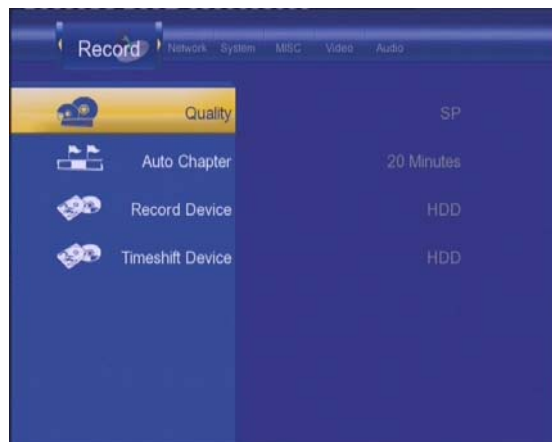 Record Network System MISC Video Audio
Quality SP
Auto Chapter 20 Minutes
Record Device HDD
Timeshift Device HDD